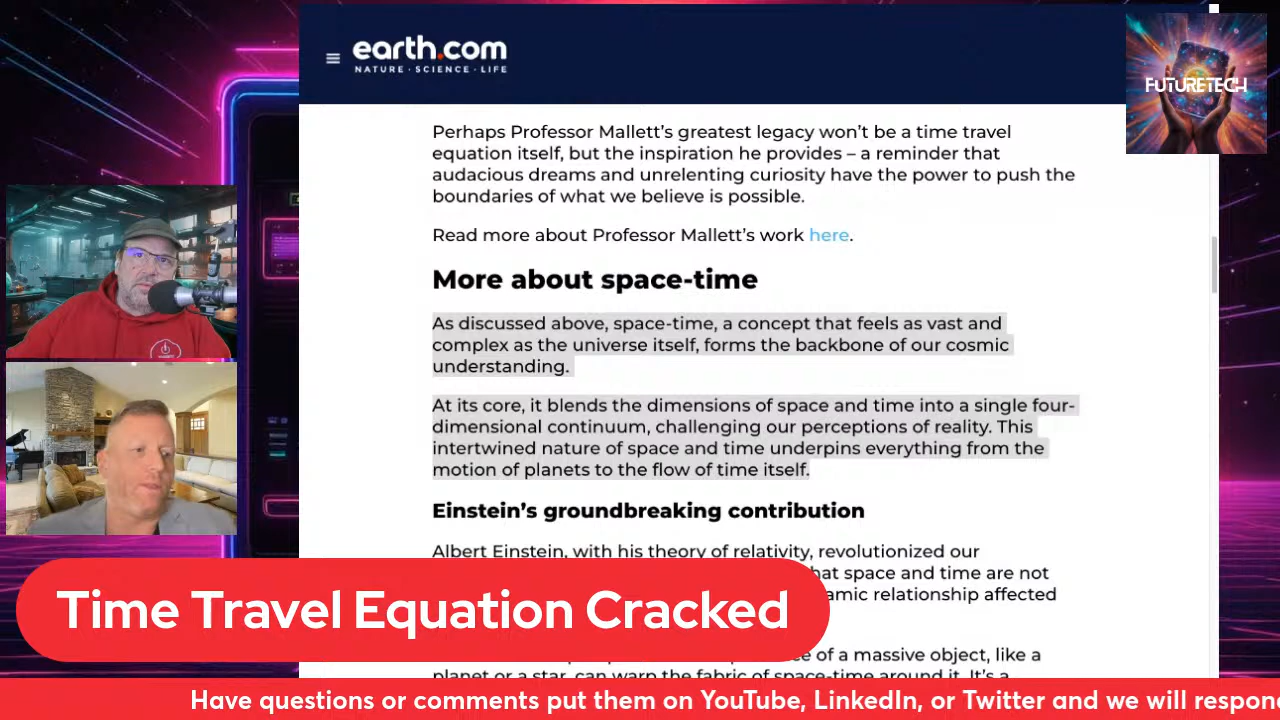 earth.com
NATURE · SCIENCE · LIFE
FUTURETECH
Perhaps Professor Mallett’s greatest legacy won’t be a time travel
equation itself, but the inspiration he provides – a reminder that
audacious dreams and unrelenting curiosity have the power to push the
boundaries of what we believe is possible.
Read more about Professor Mallett’s work here.
More about space-time
As discussed above, space-time, a concept that feels as vast and
complex as the universe itself, forms the backbone of our cosmic
understanding.
At its core, it blends the dimensions of space and time into a single four-
dimensional continuum, challenging our perceptions of reality. This
intertwined nature of space and time underpins everything from the
motion of planets to the flow of time itself.
Einstein’s groundbreaking contribution
Albert Einstein, with his theory of relativity, revolutionized our
that space and time are not
relationship affected
of a massive object, like a
planet or a star, can warp the fabric of space-time around it. It’s a
Time Travel Equation Cracked
Have questions or comments put them on YouTube, LinkedIn, or Twitter and we will